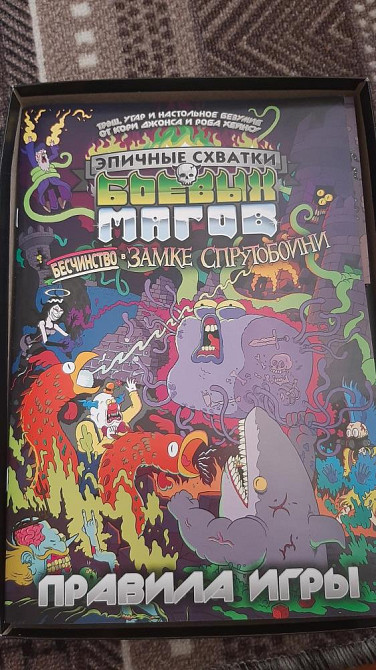 ТРЭШ, УГАР И НАСТОЛЬНОЕ БЕЗУМИЕ
ОТ КОРИ ДЖОНСА И РОБА ХЕЙНСУ
ЭПИЧНЫЕ СХВАТКИ
БОЕВЫХ
МАГОВ
БЕСЧИНСТВО В ЗАМКЕ СПРУТОБОЙНИ
ПРАВИЛА ИГРЫ